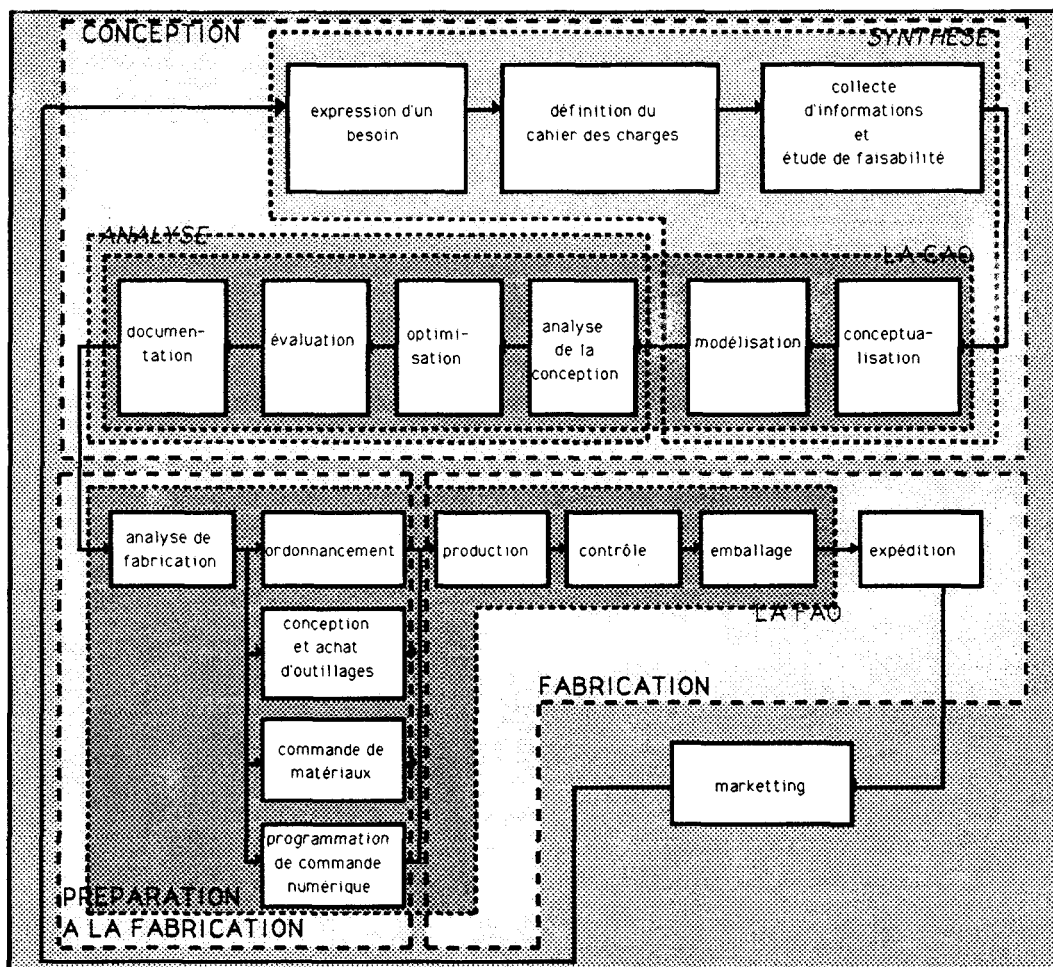 CONCEPTION
SYNTHESE
expression d'un
besoin
définition du
cahier des charges
collecte
d'informations
et
étude de faisabilité
ANALYSE
LA CAO
documen-
tation
évaluation
optimi-
sation
analyse
de la
conception
modélisation
conceptua-
lisation
analyse de
fabrication
ordonnancement
production
contrôle
emballage
expédition
LA FAO
conception
et achat
d'outillages
FABRICATION
commande de
matériaux
marketting
programmation
de commande
numérique
PREPARATION
A LA FABRICATION